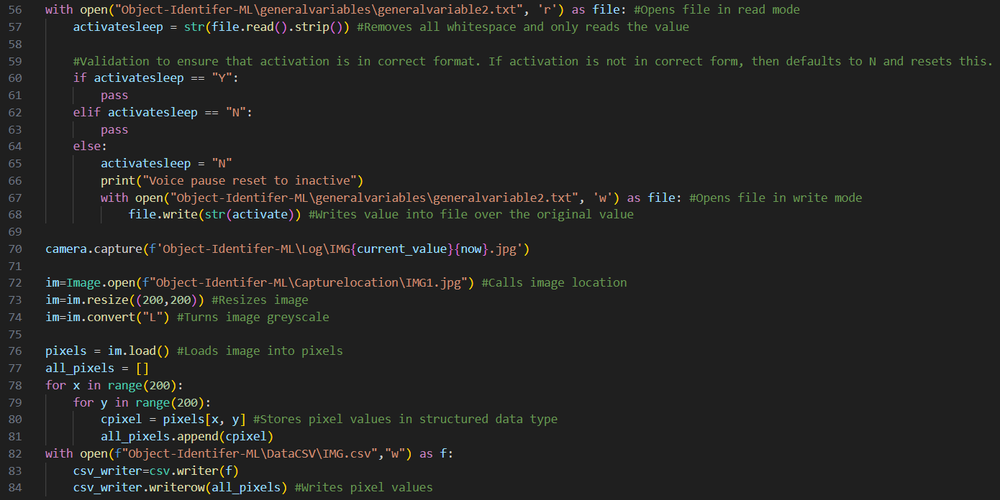 56 with open("Object-Identifer-ML\generalvariables\generalvariable2.txt", 'r') as file: #Opens file in read mode
57     activatesleep = str(file.read().strip()) #Removes all whitespace and only reads the value
58
59     #Validation to ensure that activation is in correct format. If activation is not in correct form, then defaults to N and resets this.
60     if activatesleep == "Y":
61         pass
62     elif activatesleep == "N":
63         pass
64     else:
65         activatesleep = "N"
66         print("Voice pause reset to inactive")
67         with open("Object-Identifer-ML\generalvariables\generalvariable2.txt", 'w') as file: #Opens file in write mode
68             file.write(str(activate)) #Writes value into file over the original value
69
70 camera.capture(f'Object-Identifer-ML\Log\IMG{current_value}{now}.jpg')
71
72 im=Image.open(f"Object-Identifer-ML\Capturelocation\IMG1.jpg") #Calls image location
73 im=im.resize((200,200)) #Resizes image
74 im=im.convert("L") #Turns image greyscale
75
76 pixels = im.load() #Loads image into pixels
77 all_pixels = []
78 for x in range(200):
79     for y in range(200):
80         cpixel = pixels[x, y] #Stores pixel values in structured data type
81         all_pixels.append(cpixel)
82 with open(f"Object-Identifer-ML\DataCSV\IMG.csv","w") as f:
83     csv_writer=csv.writer(f)
84     csv_writer.writerow(all_pixels) #Writes pixel values